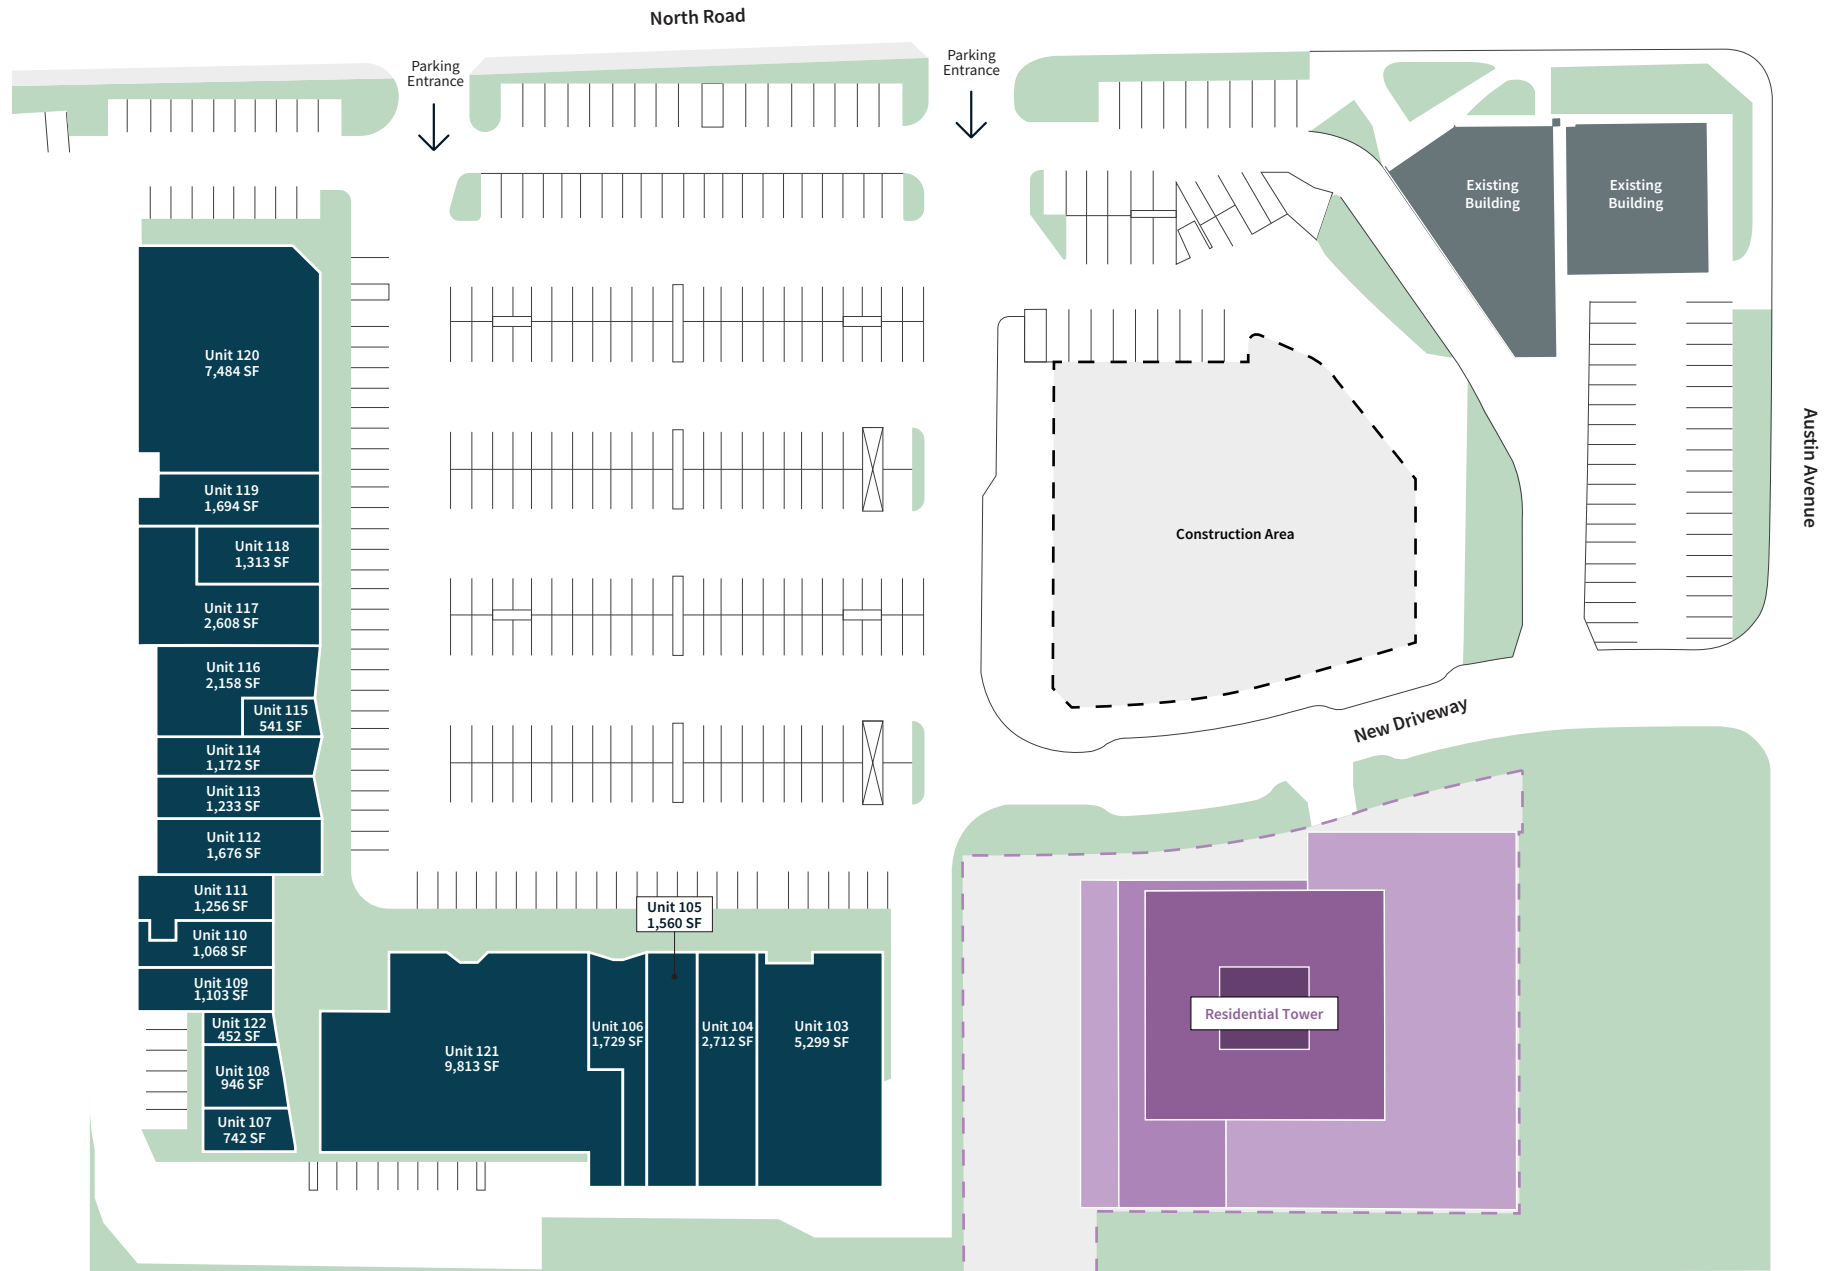 North Road
Parking
Entrance
Parking
Entrance
Existing
Building
Existing
Building
Unit 120
7,484 SF
Austin Avenue
Unit 119
1,694 SF
Construction Area
Unit 118
1,313 SF
Unit 117
2,608 SF
Unit 116
2,158 SF
Unit 115
541 SF
New Driveway
Unit 114
1,172 SF
Unit 113
1,233 SF
Unit 112
1,676 SF
Unit 111
1,256 SF
Unit 105
1,560 SF
Unit 110
1,068 SF
Unit 109
1,103 SF
Unit 122
452 SF
Unit 106
1,729 SF
Unit 104
2,712 SF
Unit 103
5,299 SF
Residential Tower
Unit 121
9,813 SF
Unit 108
946 SF
Unit 107
742 SF